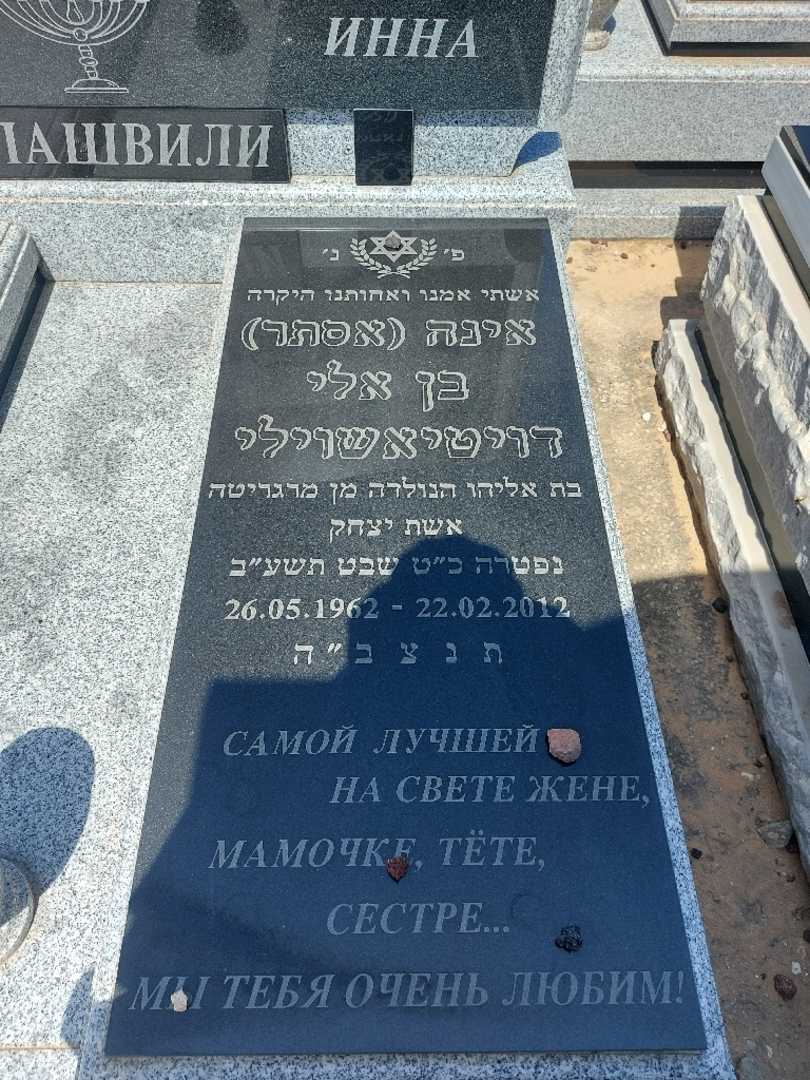 ИННА
ЛАШВИЛИ
פ׳ נ׳
אשתי אמנו ואחותנו היקרה
אינה (אסתר)
בן אלי
דויטיאשוילי
בת אליהו הנולדה מן מרגריטה
אשת יצחק
נפטרה כ״ט שבט תשע״ב
26.05.1962 - 22.02.2012
ת נ צ ב ״ ה
САМОЙ ЛУЧШЕЙ
НА СВЕТЕ ЖЕНЕ,
МАМОЧКЕ, ТЁТЕ,
СЕСТРЕ...
МЫ ТЕБЯ ОЧЕНЬ ЛЮБИМ!